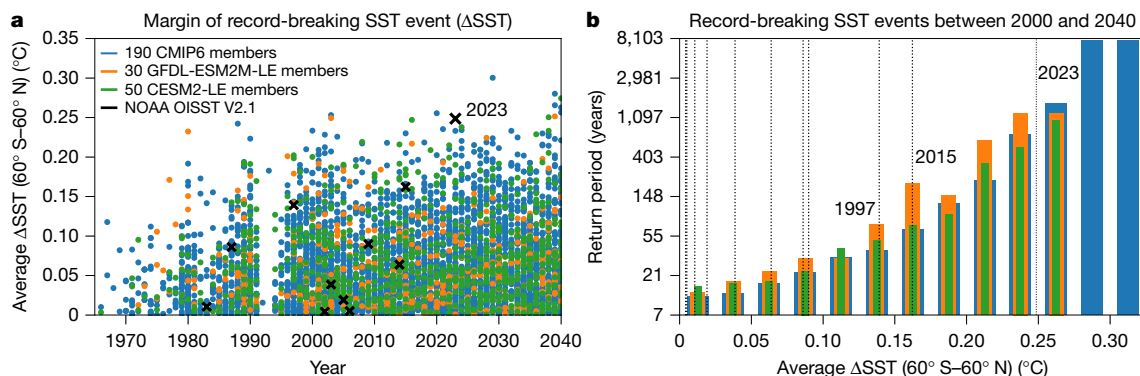 a Margin of record-breaking SST event (ΔSST)
Average ΔSST (60° S–60° N) (°C)
0.35
0.30
0.25
0.20
0.15
0.10
0.05
0
190 CMIP6 members
30 GFDL-ESM2M-LE members
50 CESM2-LE members
NOAA OISST V2.1
2023
1970 1980 1990 2000 2010 2020 2030 2040
Year
b Record-breaking SST events between 2000 and 2040
Return period (years)
8,103
2,981
1,097
403
148
55
21
7
2023
2015
1997
0 0.05 0.10 0.15 0.20 0.25 0.30
Average ΔSST (60° S–60° N) (°C)